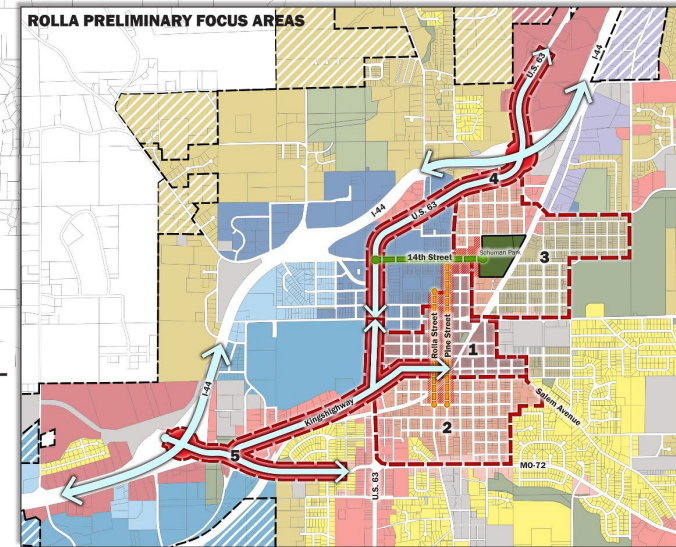 ROLLA PRELIMINARY FOCUS AREAS
U.S. 63
I-44
4
I-44
U.S. 63
14th Street
Schuman Park
3
Rolla Street
Pine Street
1
I-44
Kingshighway
Salem Avenue
2
5
MO-72
U.S. 63